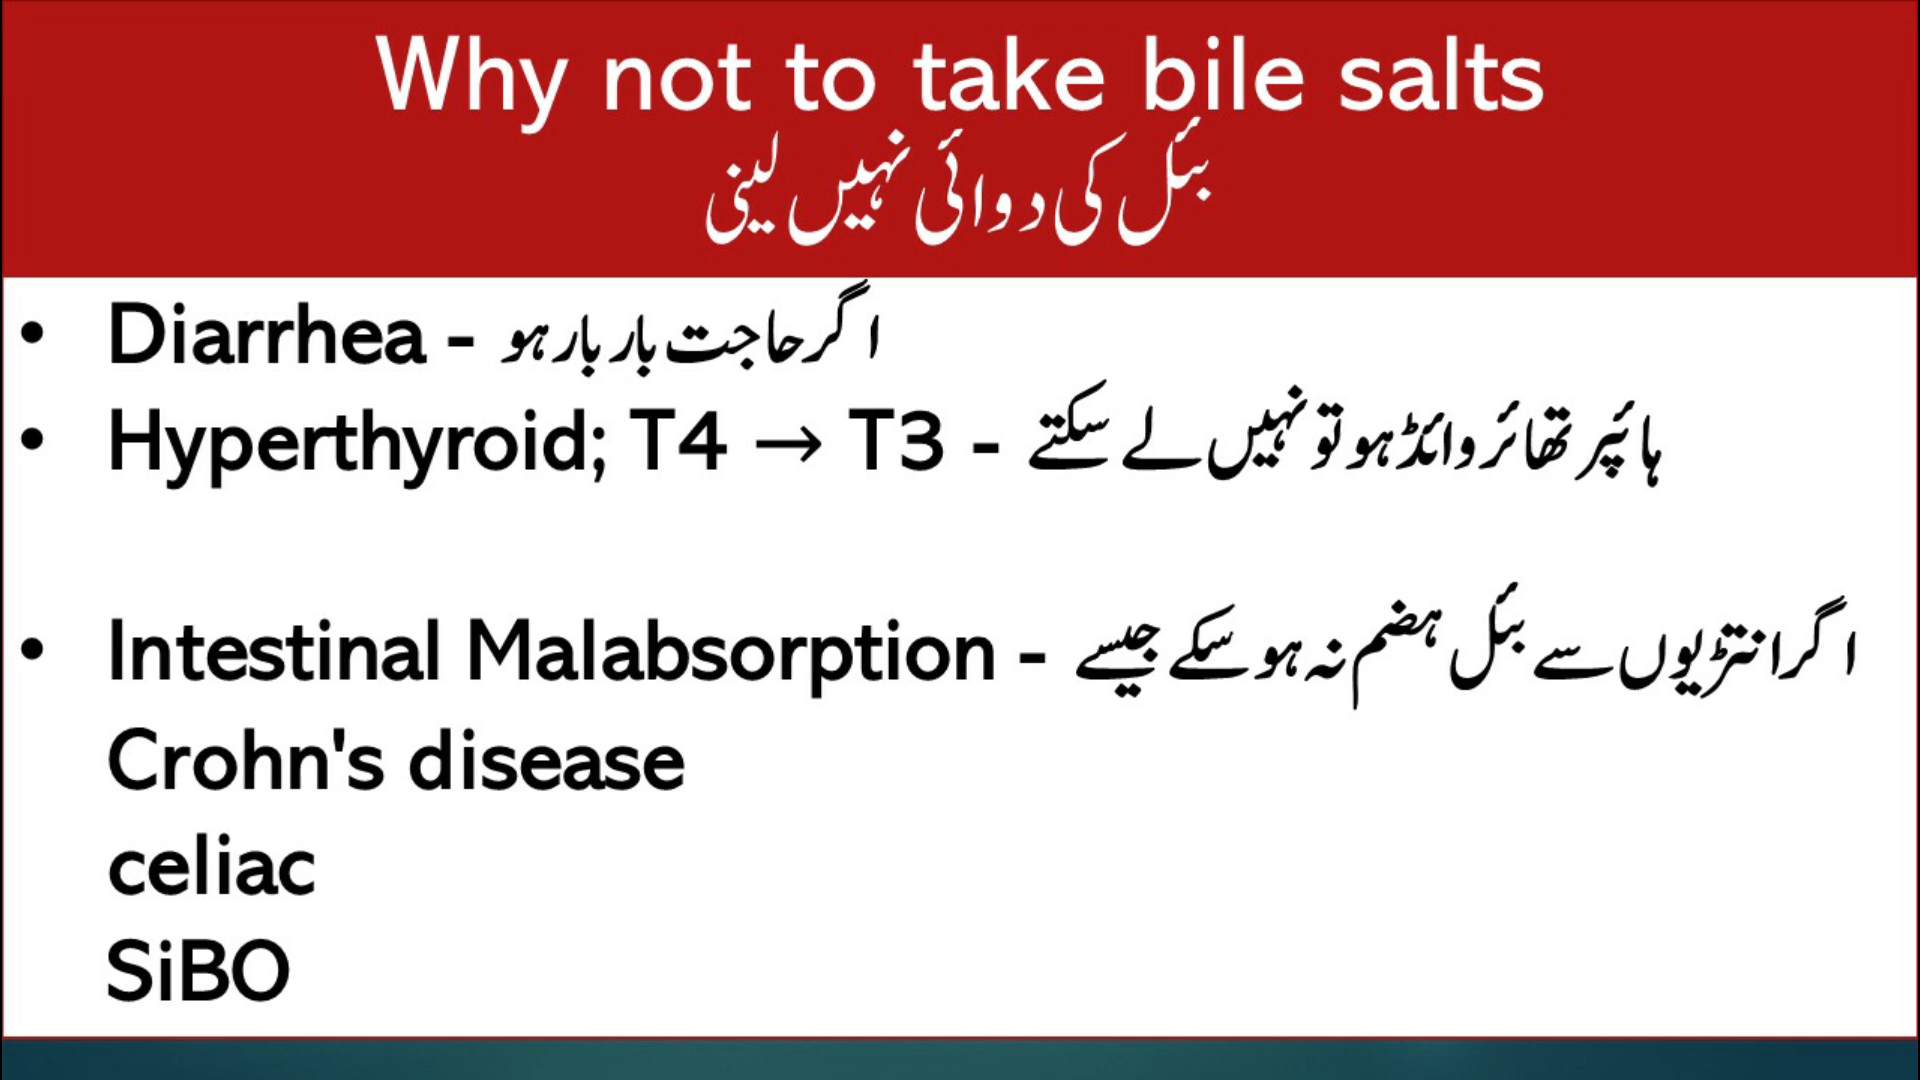 Why not to take bile salts
بئل کی دوائی نہیں لینی
• Diarrhea - اگر حاجت بار بار ہو
• Hyperthyroid; T4 → T3 - ہائپر تھائروائڈ ہو تو نہیں لے سکتے
• Intestinal Malabsorption - اگر انتڑیوں سے بئل ہضم نہ ہو سکے جیسے
Crohn's disease
celiac
SiBO